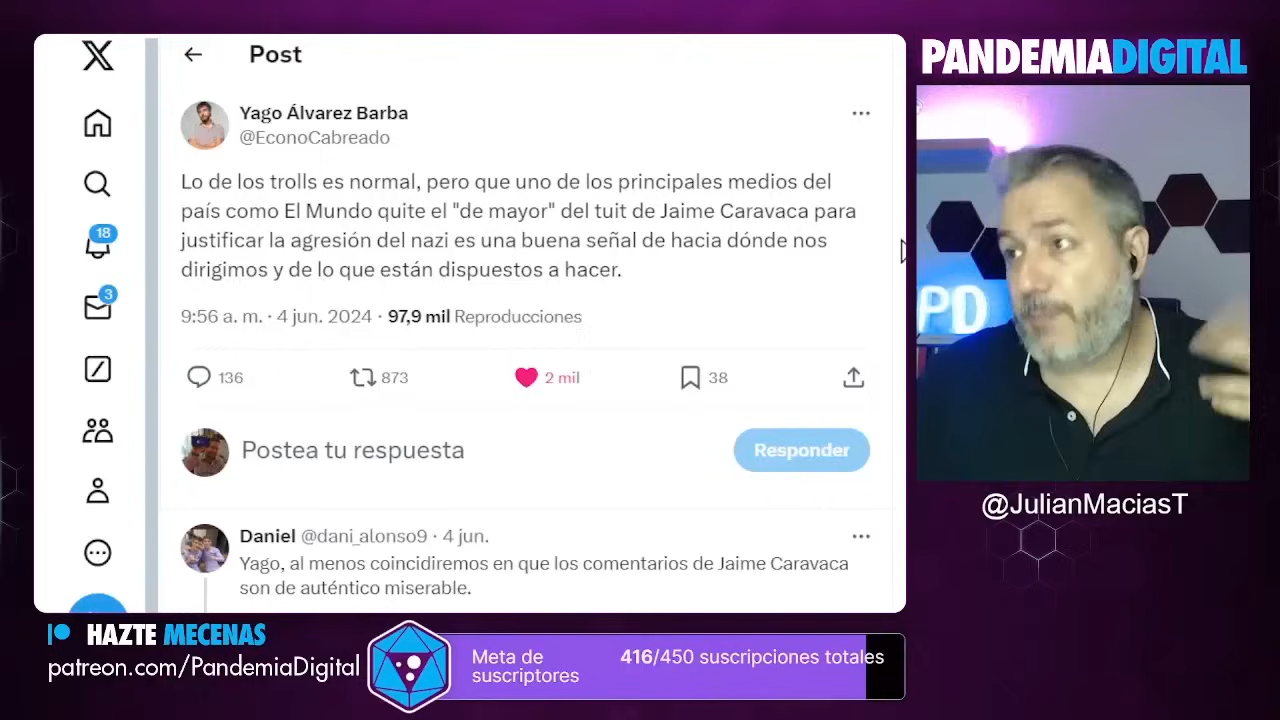 Post
PANDEMIADIGITAL
Yago Álvarez Barba
@EconoCabreado
Lo de los trolls es normal, pero que uno de los principales medios del
país como El Mundo quite el "de mayor" del tuit de Jaime Caravaca para
justificar la agresión del nazi es una buena señal de hacia dónde nos
dirigimos y de lo que están dispuestos a hacer.
9:56 a. m. · 4 jun. 2024 · 97,9 mil Reproducciones
136 873 2 mil 38
18
3
Postea tu respuesta
Responder
Daniel @dani_alonso9 · 4 jun.
Yago, al menos coincidiremos en que los comentarios de Jaime Caravaca
son de auténtico miserable.
PD
@JulianMaciasT
HAZTE MECENAS
patreon.com/PandemiaDigital
Meta de
suscriptores
416/450 suscripciones totales